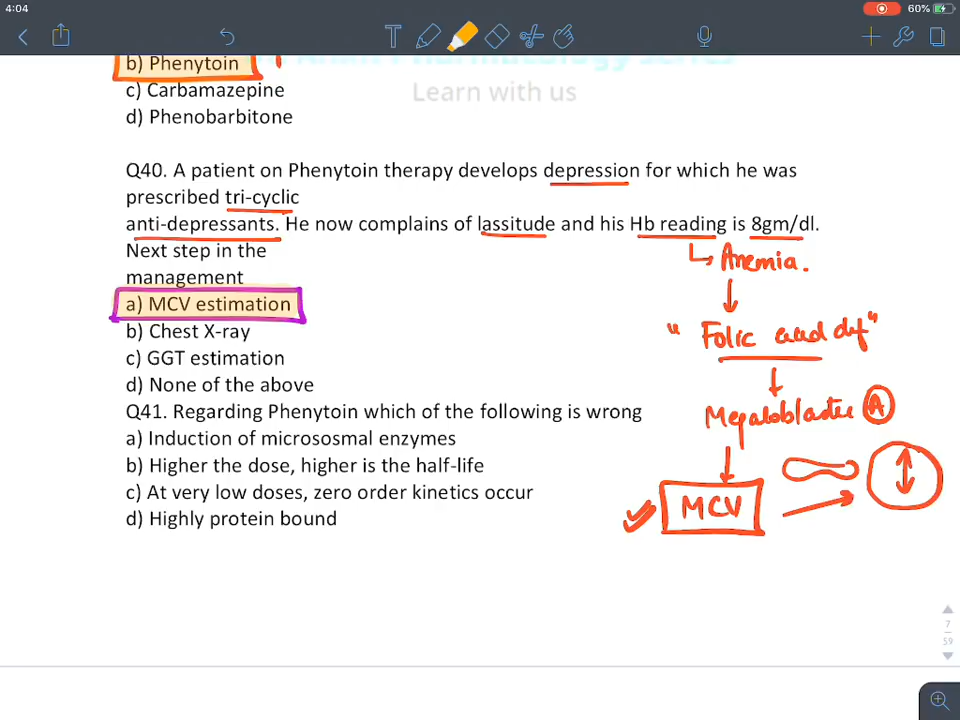 4:04
60%
T
b) Phenytoin
c) Carbamazepine
Learn with us
d) Phenobarbitone
Q40. A patient on Phenytoin therapy develops depression for which he was
prescribed tri-cyclic
anti-depressants. He now complains of lassitude and his Hb reading is 8gm/dl.
Next step in the
Anemia.
management
a) MCV estimation
b) Chest X-ray
"Folic acid def"
c) GGT estimation
d) None of the above
Megaloblastic A
Q41. Regarding Phenytoin which of the following is wrong
a) Induction of micrososmal enzymes
b) Higher the dose, higher is the half-life
c) At very low doses, zero order kinetics occur
MCV
d) Highly protein bound
7
59